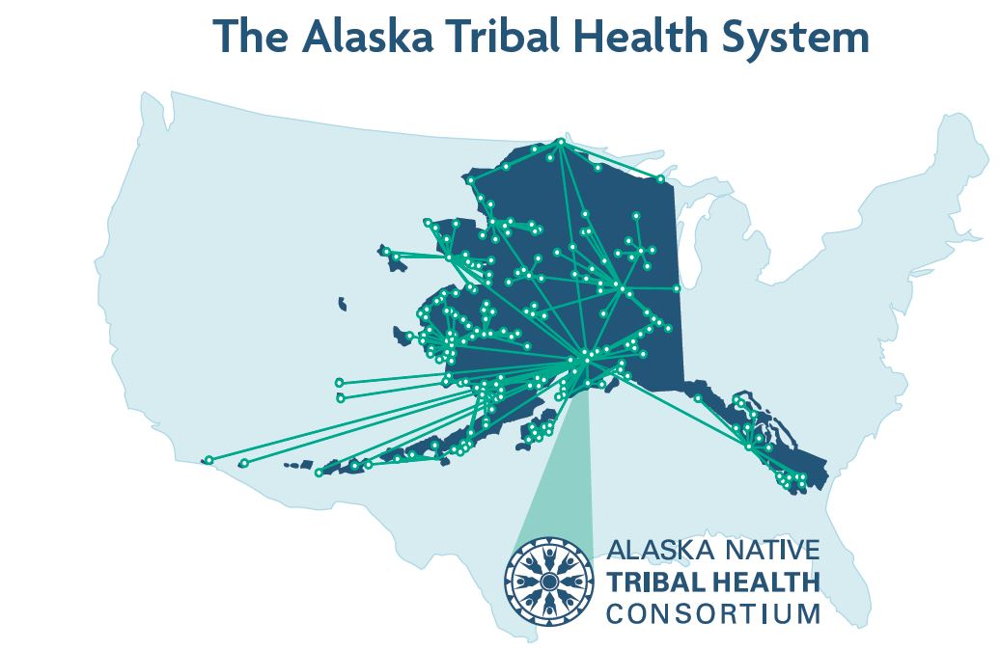 The Alaska Tribal Health System
ALASKA NATIVE
TRIBAL HEALTH
CONSORTIUM